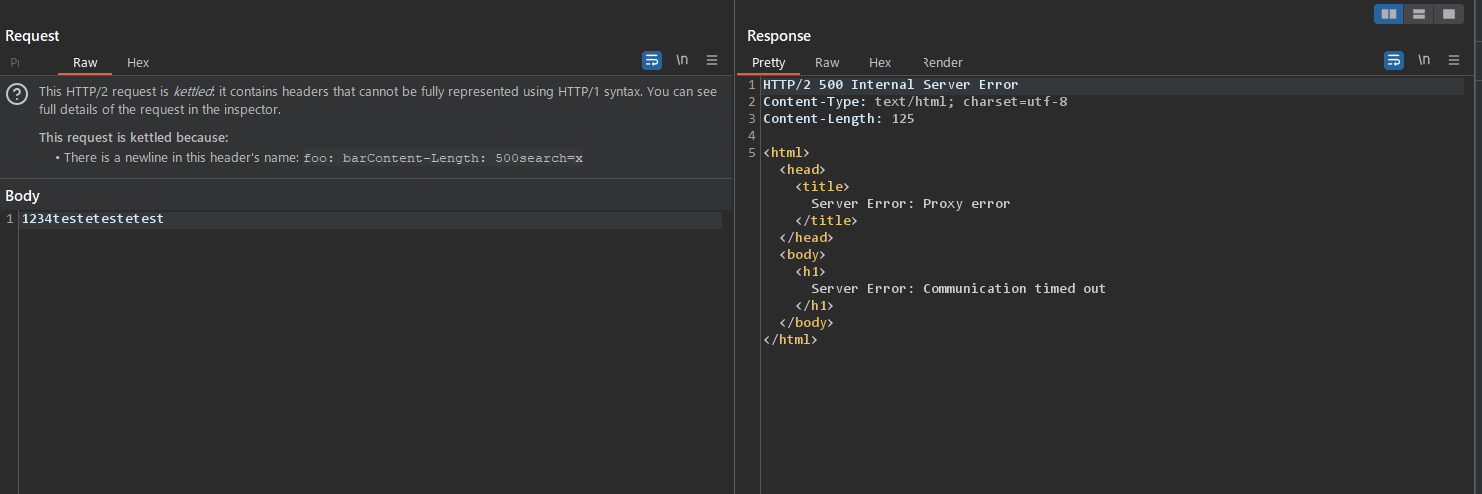 Request
Raw Hex \n
This HTTP/2 request is kettled: it contains headers that cannot be fully represented using HTTP/1 syntax. You can see
full details of the request in the inspector.
This request is kettled because:
• There is a newline in this header's name: foo: barContent-Length: 500search=x
Body
1 1234testetestetest
Response
Pretty Raw Hex Render \n
1 HTTP/2 500 Internal Server Error
2 Content-Type: text/html; charset=utf-8
3 Content-Length: 125
4
5 <html>
<head>
<title>
Server Error: Proxy error
</title>
</head>
<body>
<h1>
Server Error: Communication timed out
</h1>
</body>
</html>